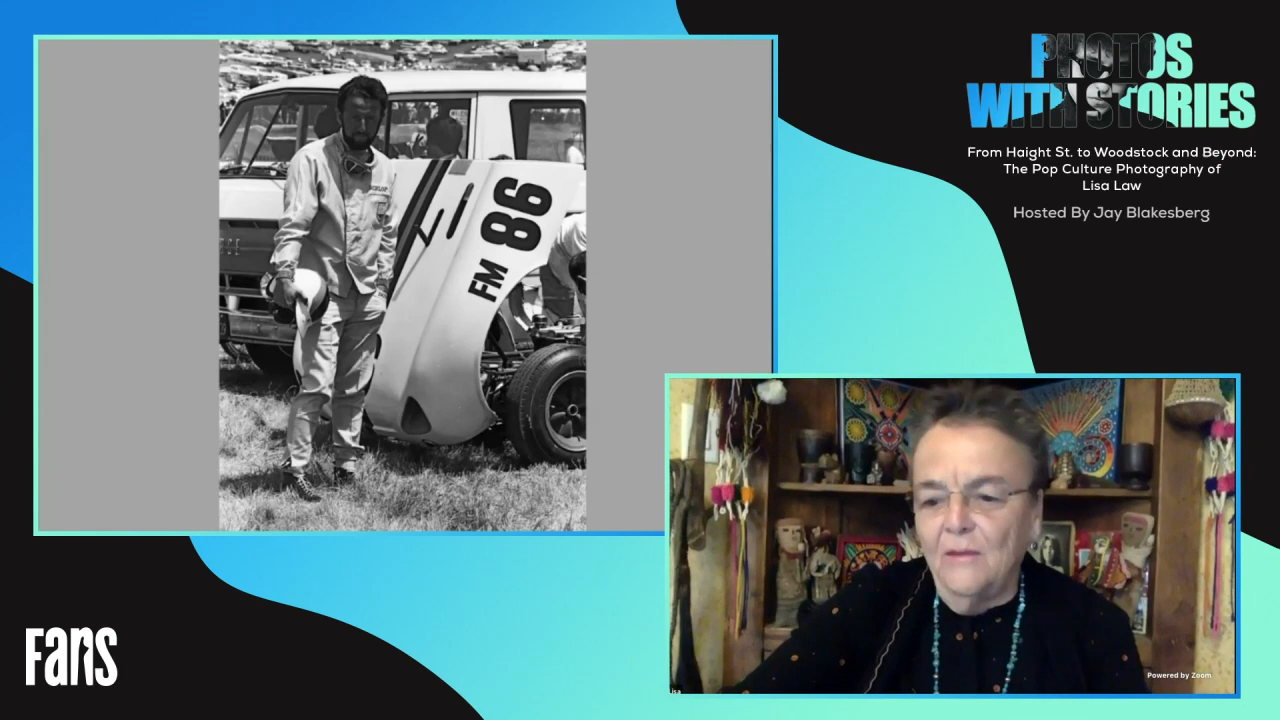 PHOTOS
WITH STORIES
From Haight St. to Woodstock and Beyond:
The Pop Culture Photography of
Lisa Law
Hosted By Jay Blakesberg
FM 86
Fans
Powered by Zoom